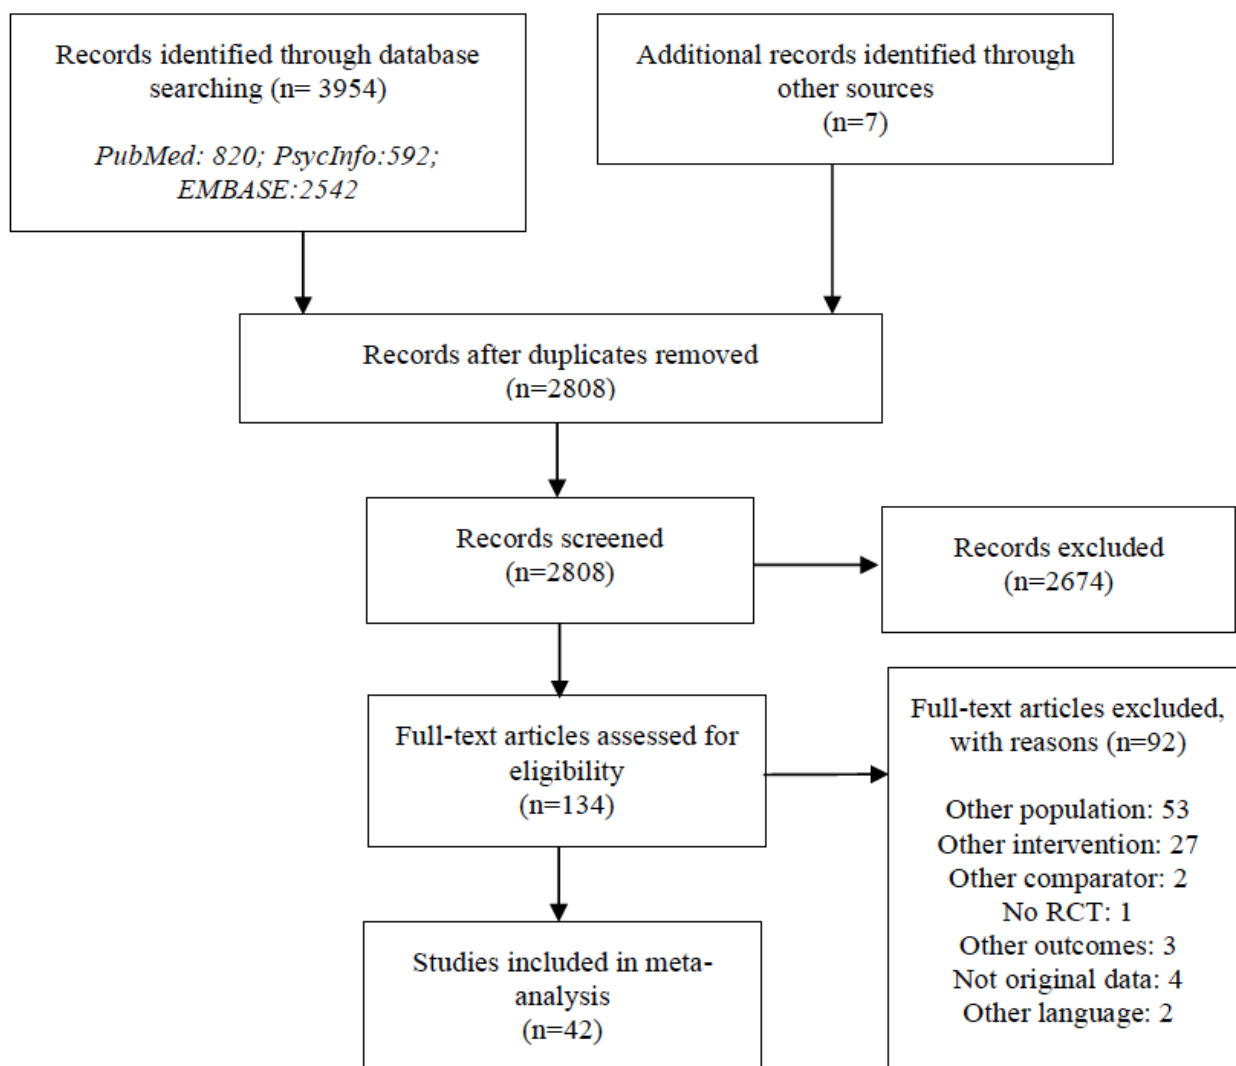 Records identified through database
searching (n= 3954)
PubMed: 820; PsycInfo:592;
EMBASE:2542
Additional records identified through
other sources
(n=7)
Records after duplicates removed
(n=2808)
Records screened
(n=2808)
Records excluded
(n=2674)
Full-text articles assessed for
eligibility
(n=134)
Full-text articles excluded,
with reasons (n=92)
Other population: 53
Other intervention: 27
Other comparator: 2
No RCT: 1
Other outcomes: 3
Not original data: 4
Other language: 2
Studies included in meta-
analysis
(n=42)